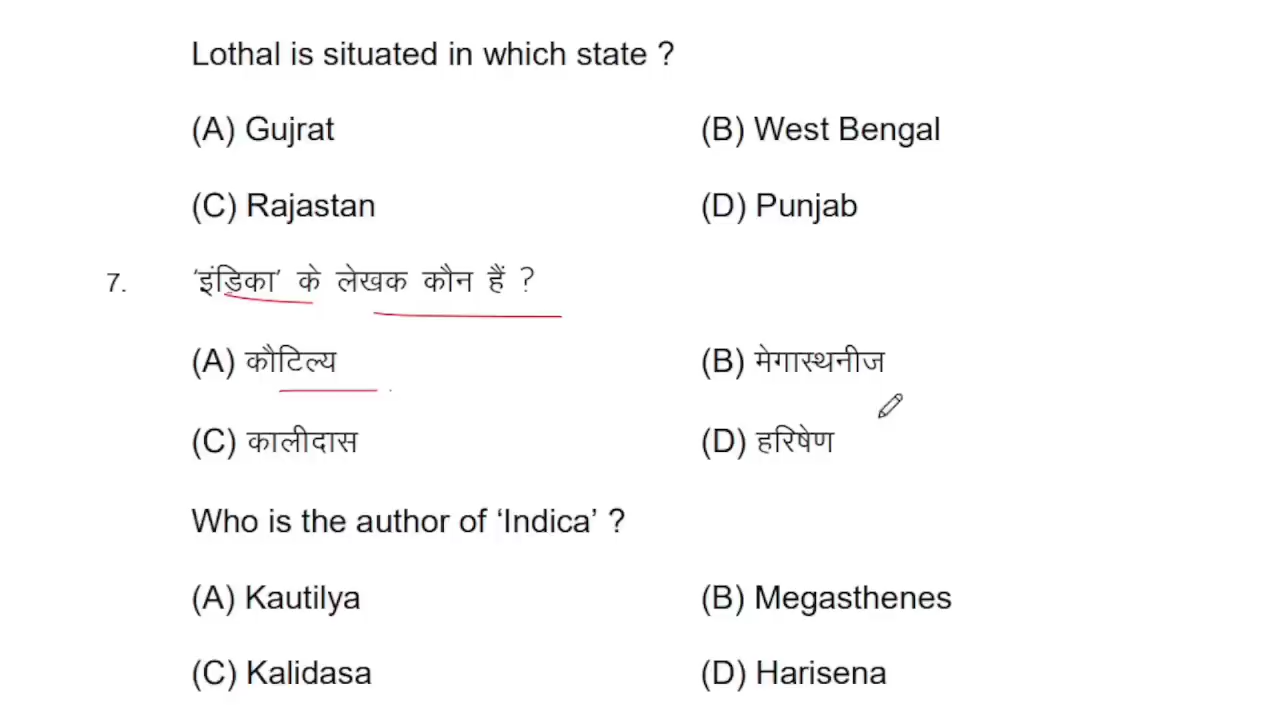 Lothal is situated in which state ?
(A) Gujrat (B) West Bengal
(C) Rajastan (D) Punjab
7. ‘इंडिका’ के लेखक कौन हैं ?
(A) कौटिल्य (B) मेगास्थनीज
(C) कालीदास (D) हरिषेण
Who is the author of ‘Indica’ ?
(A) Kautilya (B) Megasthenes
(C) Kalidasa (D) Harisena